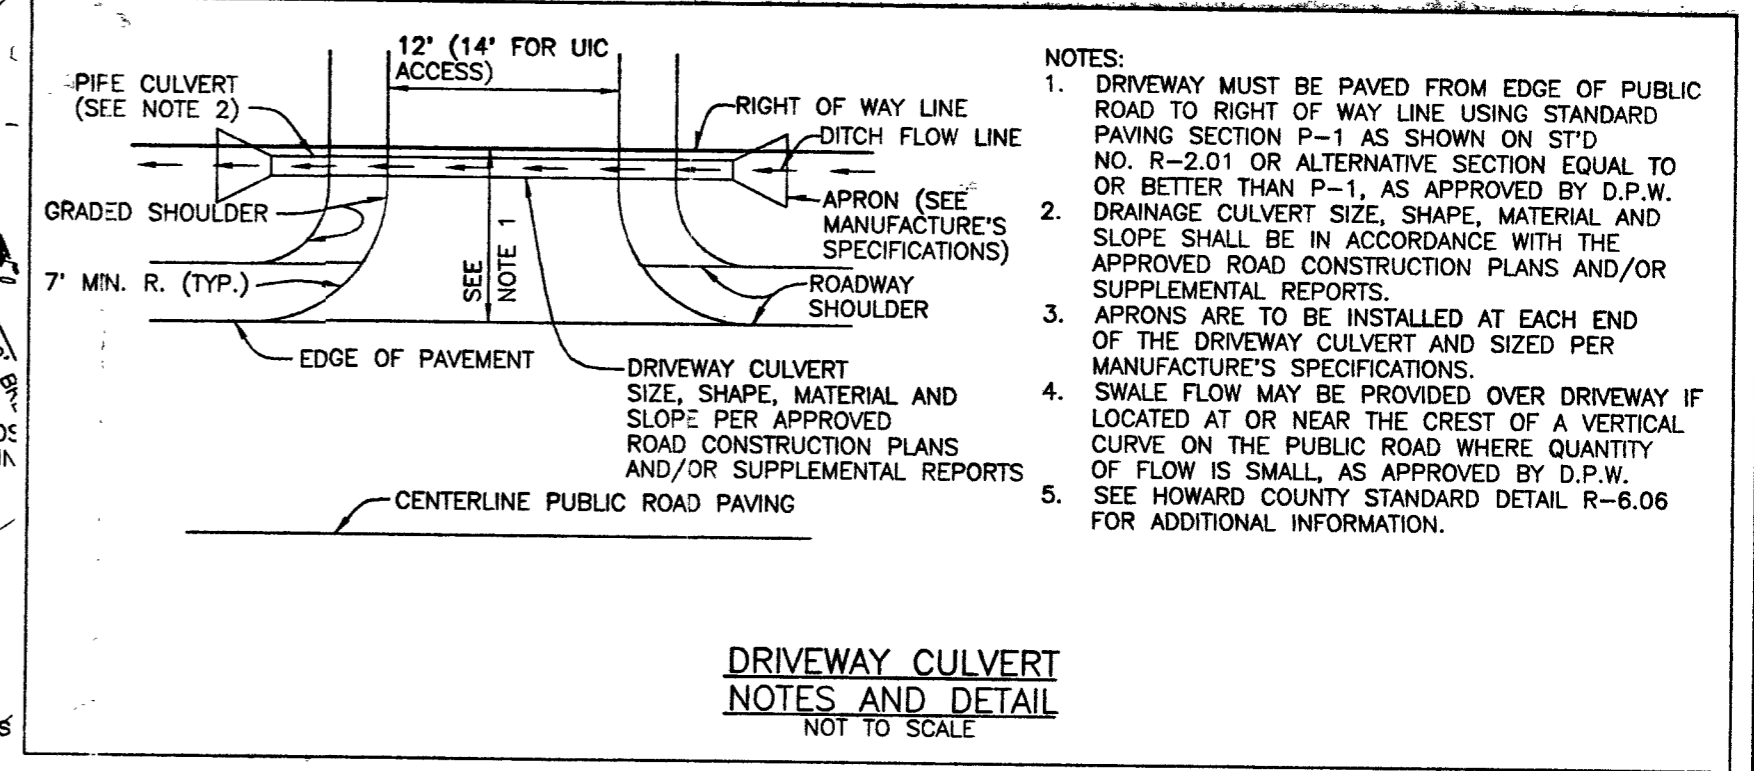 12' (14' FOR UIC
ACCESS)
PIPE CULVERT
(SEE NOTE 2)
RIGHT OF WAY LINE
DITCH FLOW LINE
GRADED SHOULDER
APRON (SEE
MANUFACTURE'S
SPECIFICATIONS)
7' MIN. R. (TYP.)
SEE
NOTE 1
ROADWAY
SHOULDER
EDGE OF PAVEMENT
DRIVEWAY CULVERT
SIZE, SHAPE, MATERIAL AND
SLOPE PER APPROVED
ROAD CONSTRUCTION PLANS
AND/OR SUPPLEMENTAL REPORTS
CENTERLINE PUBLIC ROAD PAVING
NOTES:
1. DRIVEWAY MUST BE PAVED FROM EDGE OF PUBLIC
ROAD TO RIGHT OF WAY LINE USING STANDARD
PAVING SECTION P-1 AS SHOWN ON ST'D
NO. R-2.01 OR ALTERNATIVE SECTION EQUAL TO
OR BETTER THAN P-1, AS APPROVED BY D.P.W.
2. DRAINAGE CULVERT SIZE, SHAPE, MATERIAL AND
SLOPE SHALL BE IN ACCORDANCE WITH THE
APPROVED ROAD CONSTRUCTION PLANS AND/OR
SUPPLEMENTAL REPORTS.
3. APRONS ARE TO BE INSTALLED AT EACH END
OF THE DRIVEWAY CULVERT AND SIZED PER
MANUFACTURE'S SPECIFICATIONS.
4. SWALE FLOW MAY BE PROVIDED OVER DRIVEWAY IF
LOCATED AT OR NEAR THE CREST OF A VERTICAL
CURVE ON THE PUBLIC ROAD WHERE QUANTITY
OF FLOW IS SMALL, AS APPROVED BY D.P.W.
5. SEE HOWARD COUNTY STANDARD DETAIL R-6.06
FOR ADDITIONAL INFORMATION.
DRIVEWAY CULVERT
NOTES AND DETAIL
NOT TO SCALE